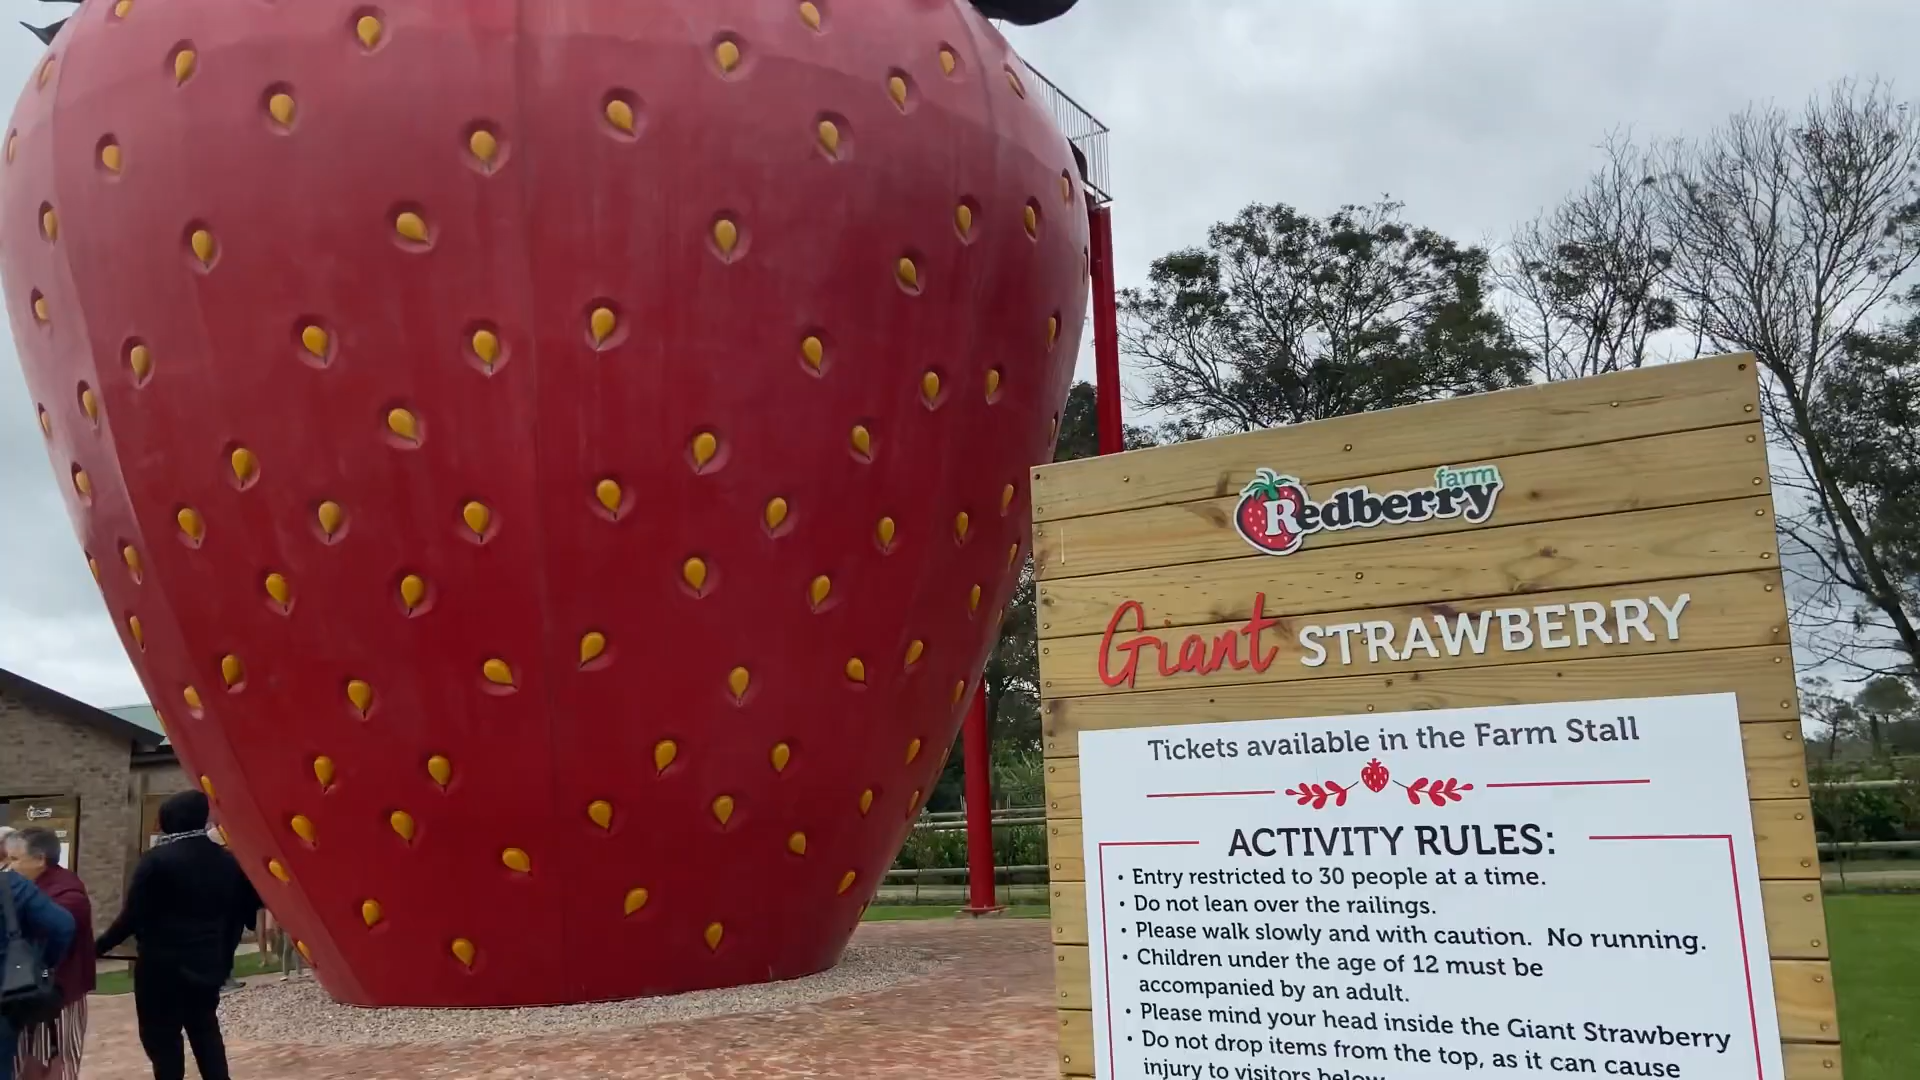 Redberry farm
Giant STRAWBERRY
Tickets available in the Farm Stall
ACTIVITY RULES:
• Entry restricted to 30 people at a time.
• Do not lean over the railings.
• Please walk slowly and with caution. No running.
• Children under the age of 12 must be
accompanied by an adult.
• Please mind your head inside the Giant Strawberry
• Do not drop items from the top, as it can cause
injury to visitors below.